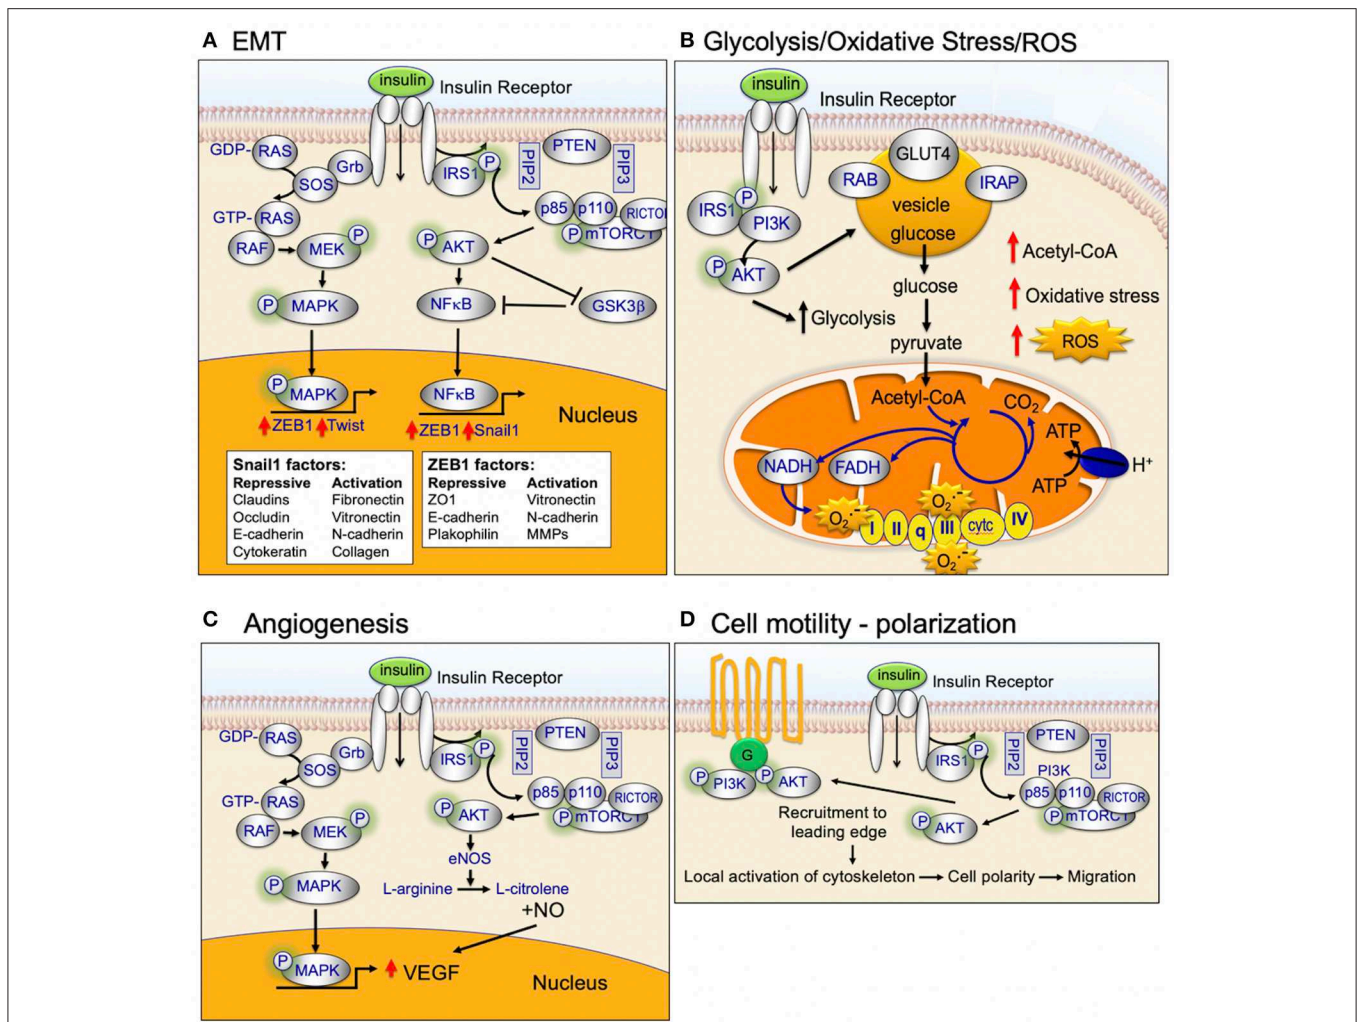 A EMT
insulin
Insulin Receptor
GDP- RAS
SOS
Grb
IRS1
P
PIP2
PTEN
PIP3
GTP- RAS
RAF
MEK
P
p85
p110
RICTOR
P
mTORC1
P
AKT
P
MAPK
NFκB
GSK3β
P
MAPK
NFκB
Nucleus
ZEB1
Twist
ZEB1
Snail1
Snail1 factors:
Repressive Activation
Claudins Fibronectin
Occludin Vitronectin
E-cadherin N-cadherin
Cytokeratin Collagen
ZEB1 factors:
Repressive Activation
ZO1 Vitronectin
E-cadherin N-cadherin
Plakophilin MMPs
B Glycolysis/Oxidative Stress/ROS
insulin
Insulin Receptor
GLUT4
RAB
IRAP
vesicle
glucose
IRS1
P
PI3K
P
AKT
Glycolysis
glucose
pyruvate
Acetyl-CoA
Oxidative stress
ROS
Acetyl-CoA
CO2
ATP
ATP
H+
NADH
FADH
O2·-
O2·-
O2·-
I
II
q
III
cytc
IV
C Angiogenesis
insulin
Insulin Receptor
GDP- RAS
SOS
Grb
IRS1
P
PIP2
PTEN
PIP3
GTP- RAS
RAF
MEK
P
p85
p110
RICTOR
P
mTORC1
P
AKT
eNOS
L-arginine
L-citrolene
+NO
P
MAPK
P
MAPK
VEGF
Nucleus
D Cell motility - polarization
insulin
Insulin Receptor
G
P
PI3K
P
AKT
IRS1
P
PIP2
PTEN
PIP3
PI3K
p85
p110
RICTOR
P
mTORC1
P
AKT
Recruitment to
leading edge
Local activation of cytoskeleton
Cell polarity
Migration